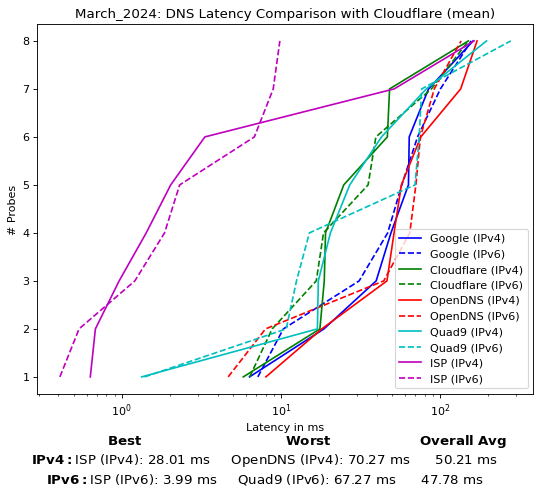 March_2024: DNS Latency Comparison with Cloudflare (mean)
# Probes
8
7
6
5
4
3
2
1
Google (IPv4)
Google (IPv6)
Cloudflare (IPv4)
Cloudflare (IPv6)
OpenDNS (IPv4)
OpenDNS (IPv6)
Quad9 (IPv4)
Quad9 (IPv6)
ISP (IPv4)
ISP (IPv6)
10⁰ 10¹ 10²
Latency in ms
Best Worst Overall Avg
IPv4: ISP (IPv4): 28.01 ms OpenDNS (IPv4): 70.27 ms 50.21 ms
IPv6: ISP (IPv6): 3.99 ms Quad9 (IPv6): 67.27 ms 47.78 ms